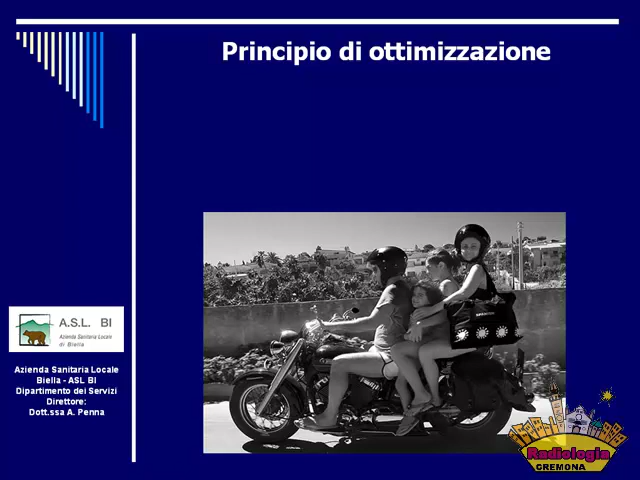 Principio di ottimizzazione
A.S.L. BI
Azienda Sanitaria Locale
di Biella
Azienda Sanitaria Locale
Biella - ASL BI
Dipartimento dei Servizi
Direttore:
Dott.ssa A. Penna
Radiologia
CREMONA